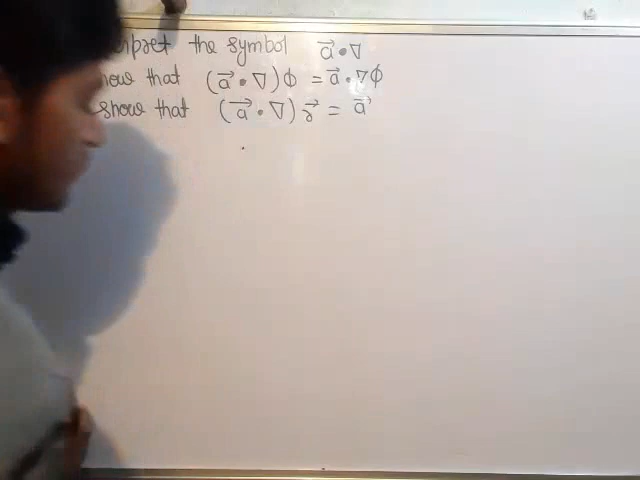 the symbol a⃗ • ∇
that (a⃗ • ∇) ϕ = a⃗ • ∇ϕ
show that (a⃗ • ∇) r⃗ = a⃗